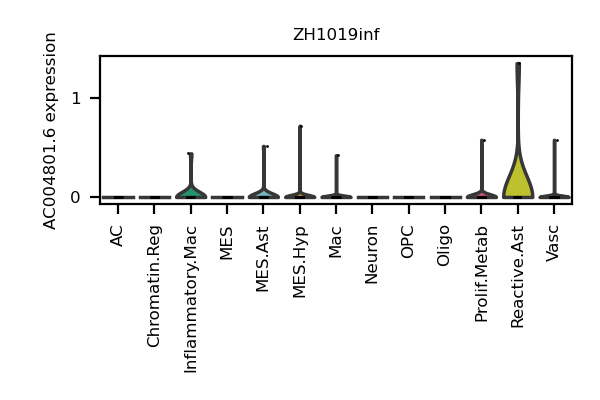 ZH1019inf
AC004801.6 expression
1
0
AC
Chromatin.Reg
Inflammatory.Mac
MES
MES.Ast
MES.Hyp
Mac
Neuron
OPC
Oligo
Prolif.Metab
Reactive.Ast
Vasc